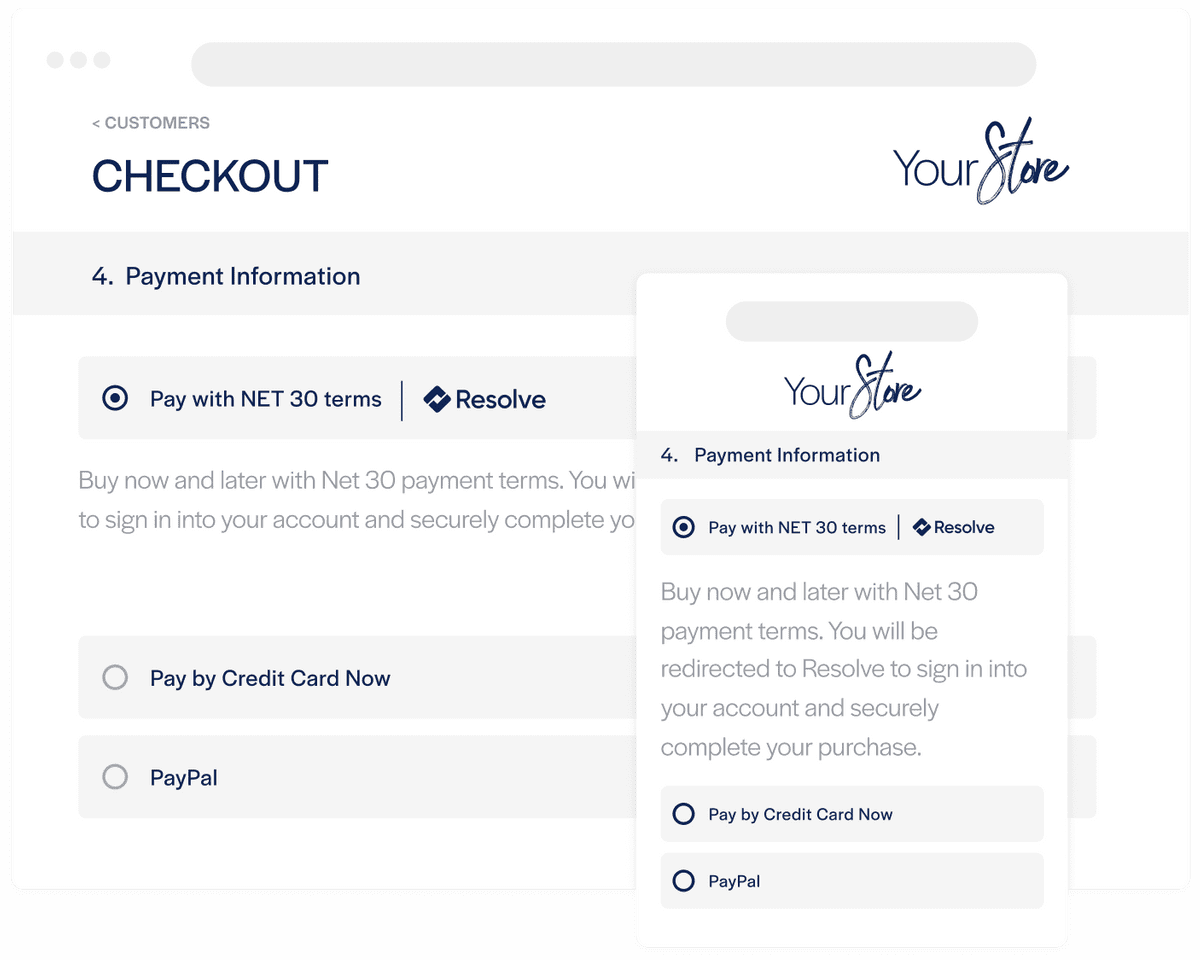 < CUSTOMERS
CHECKOUT
YourStore
4. Payment Information
Pay with NET 30 terms | Resolve
Buy now and later with Net 30 payment terms. You wi
to sign in into your account and securely complete yo
Pay by Credit Card Now
PayPal
YourStore
4. Payment Information
Pay with NET 30 terms | Resolve
Buy now and later with Net 30
payment terms. You will be
redirected to Resolve to sign in into
your account and securely
complete your purchase.
Pay by Credit Card Now
PayPal